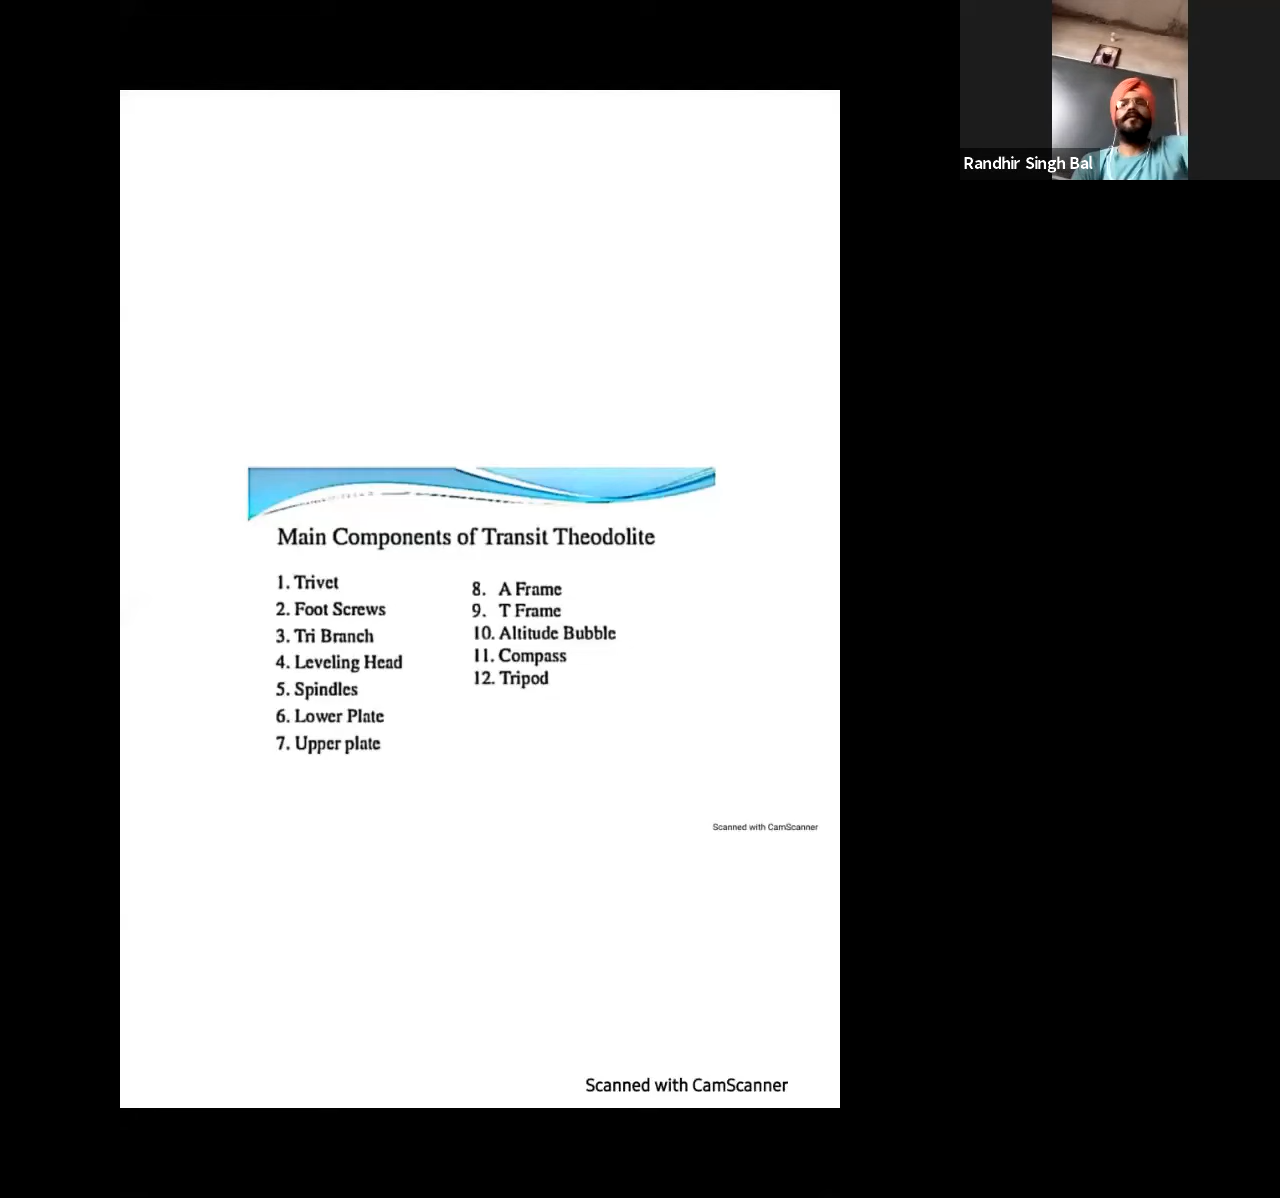 Randhir Singh Bal
Main Components of Transit Theodolite
1. Trivet
2. Foot Screws
3. Tri Branch
4. Leveling Head
5. Spindles
6. Lower Plate
7. Upper plate
8. A Frame
9. T Frame
10. Altitude Bubble
11. Compass
12. Tripod
Scanned with CamScanner
Scanned with CamScanner